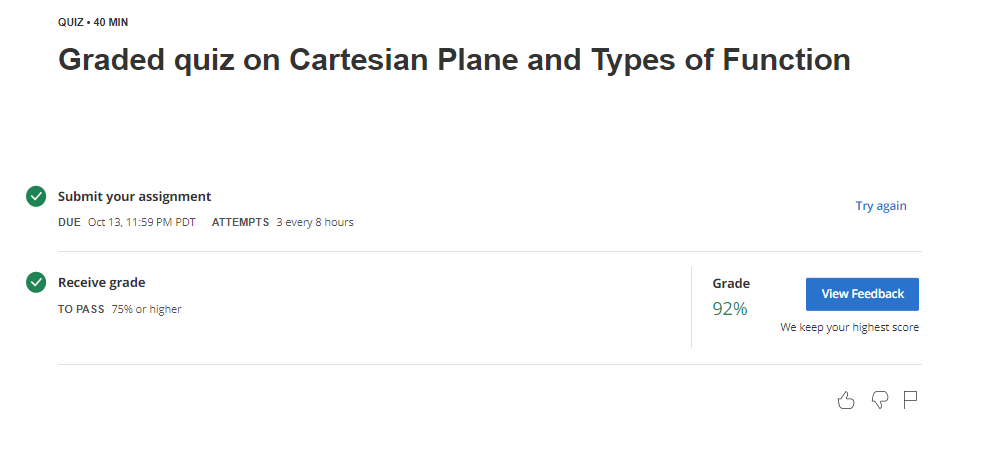 QUIZ • 40 MIN
Graded quiz on Cartesian Plane and Types of Function
Submit your assignment
DUE Oct 13, 11:59 PM PDT ATTEMPTS 3 every 8 hours
Try again
Receive grade
TO PASS 75% or higher
Grade
92%
View Feedback
We keep your highest score